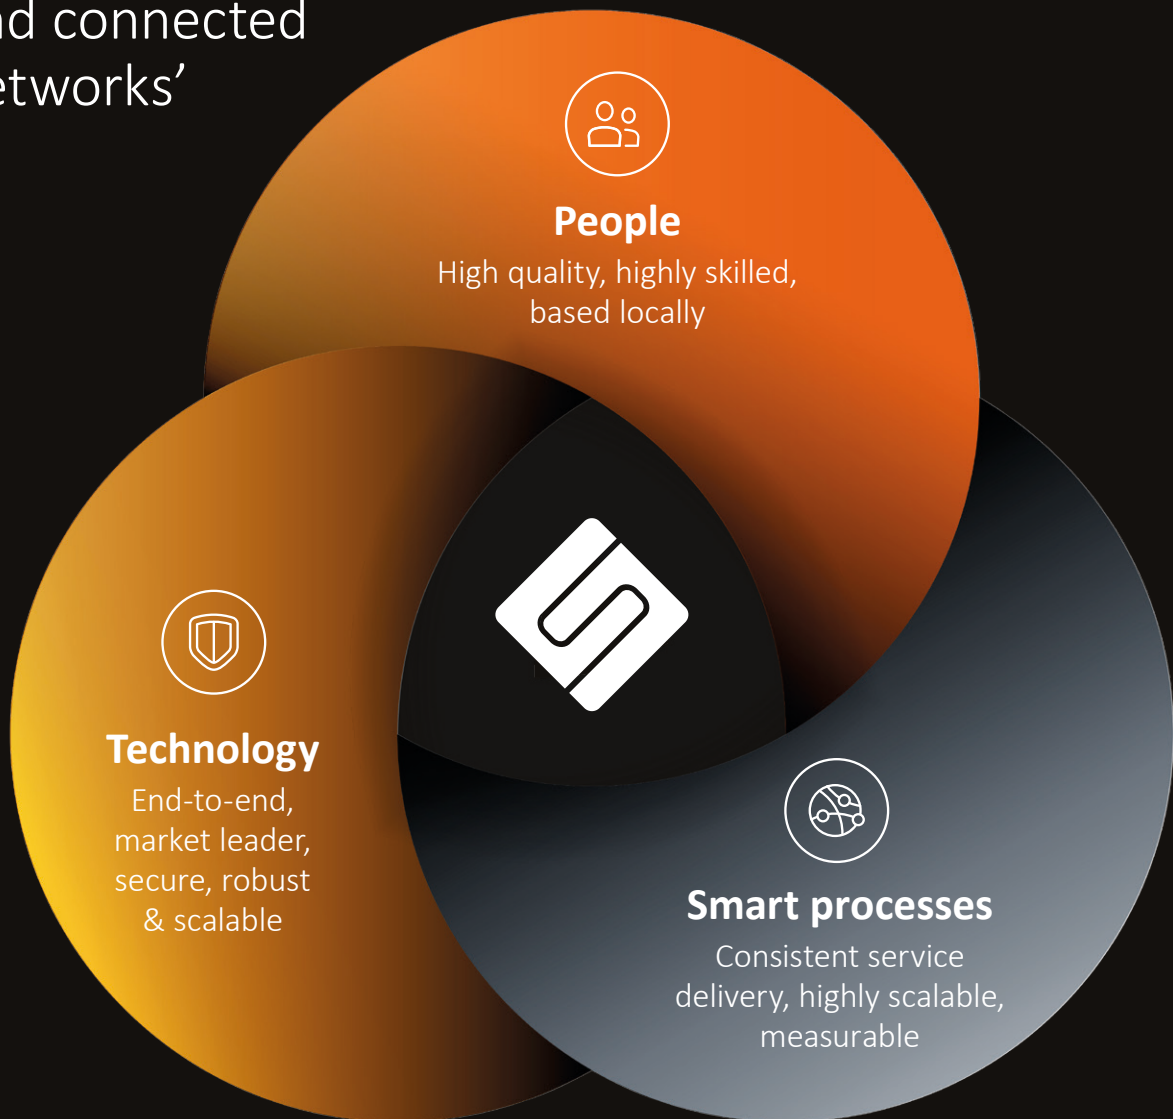 nd connected
etworks’
People
High quality, highly skilled,
based locally
Technology
End-to-end,
market leader,
secure, robust
& scalable
Smart processes
Consistent service
delivery, highly scalable,
measurable